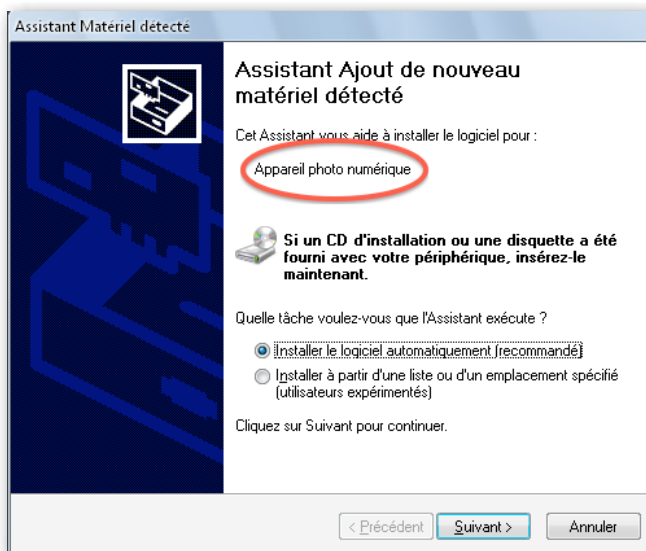 Assistant Matériel détecté
Assistant Ajout de nouveau
matériel détecté
Cet Assistant vous aide à installer le logiciel pour :
Appareil photo numérique
Si un CD d'installation ou une disquette a été
fourni avec votre périphérique, insérez-le
maintenant.
Quelle tâche voulez-vous que l'Assistant exécute ?
Installer le logiciel automatiquement (recommandé)
Installer à partir d'une liste ou d'un emplacement spécifié
(utilisateurs expérimentés)
Cliquez sur Suivant pour continuer.
< Précédent Suivant > Annuler